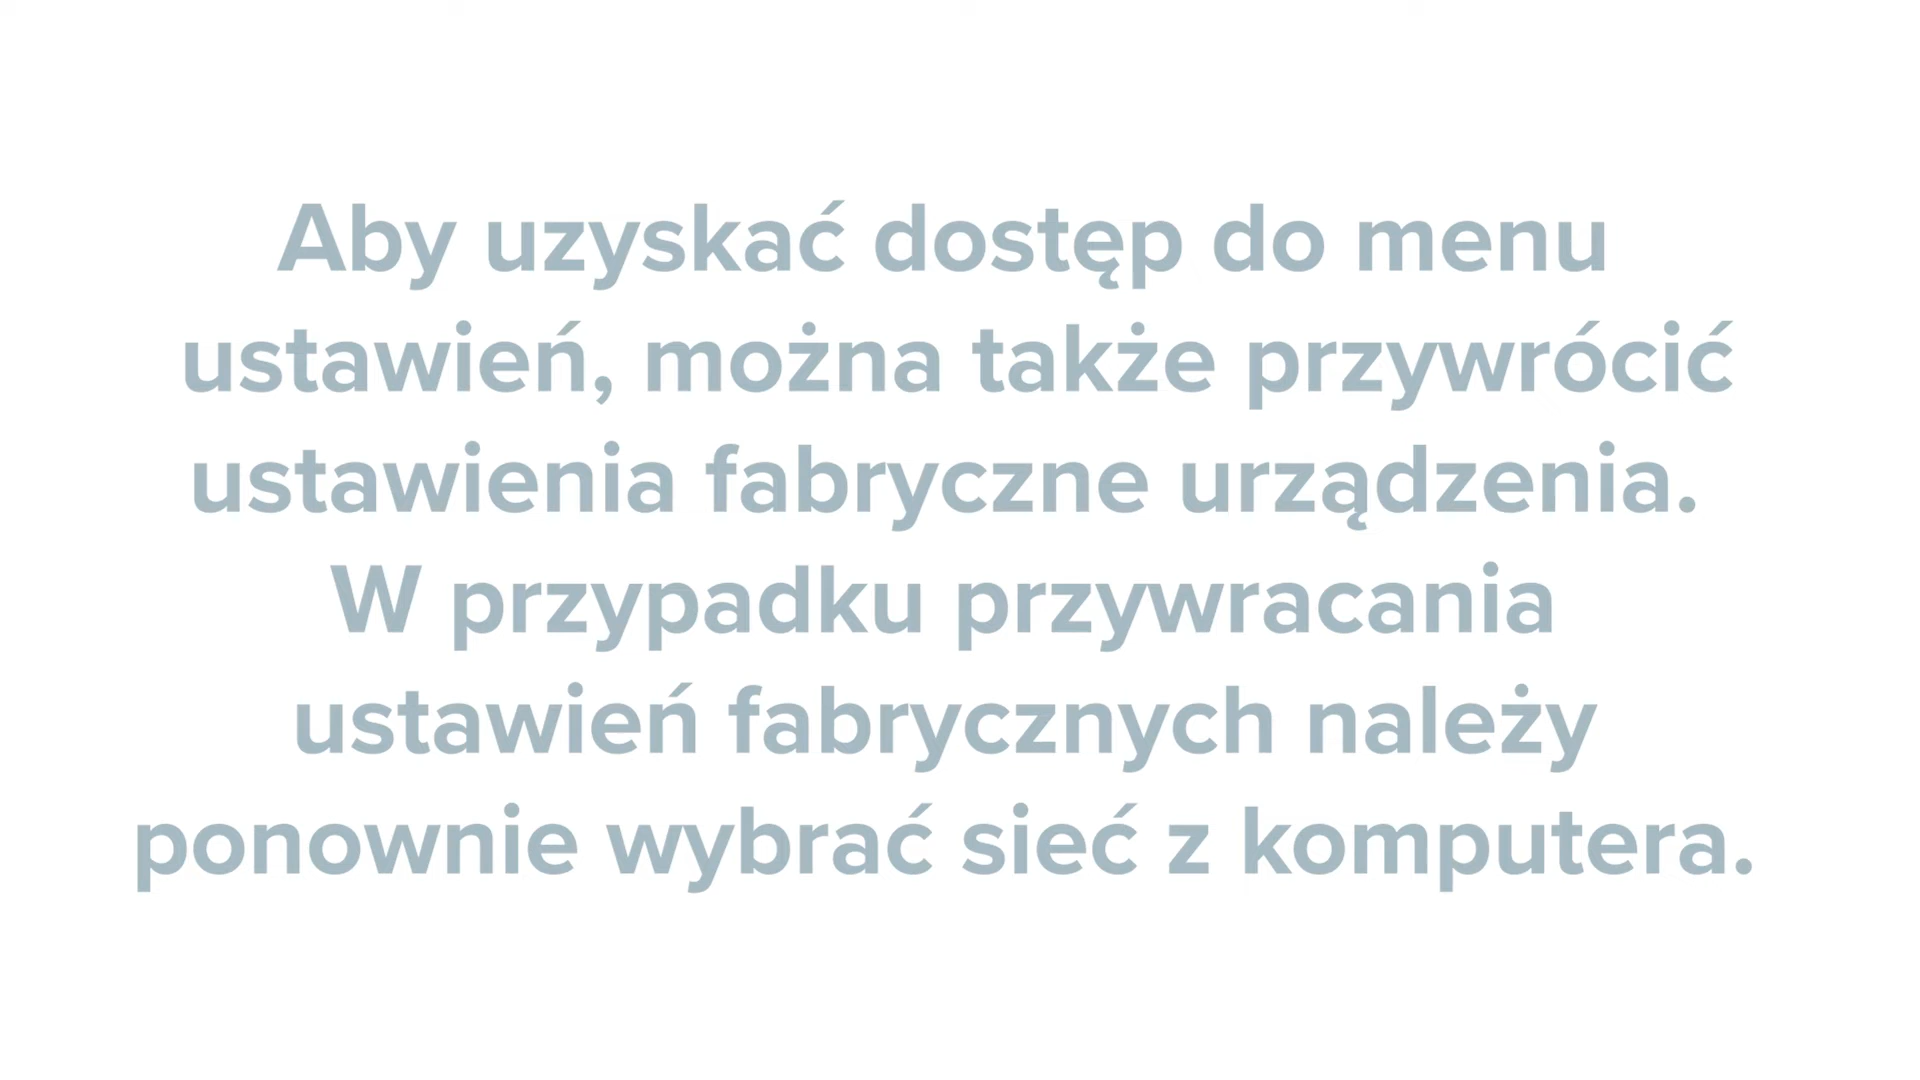 Aby uzyskać dostęp do menu
ustawień, można także przywrócić
ustawienia fabryczne urządzenia.
W przypadku przywracania
ustawień fabrycznych należy
ponownie wybrać sieć z komputera.